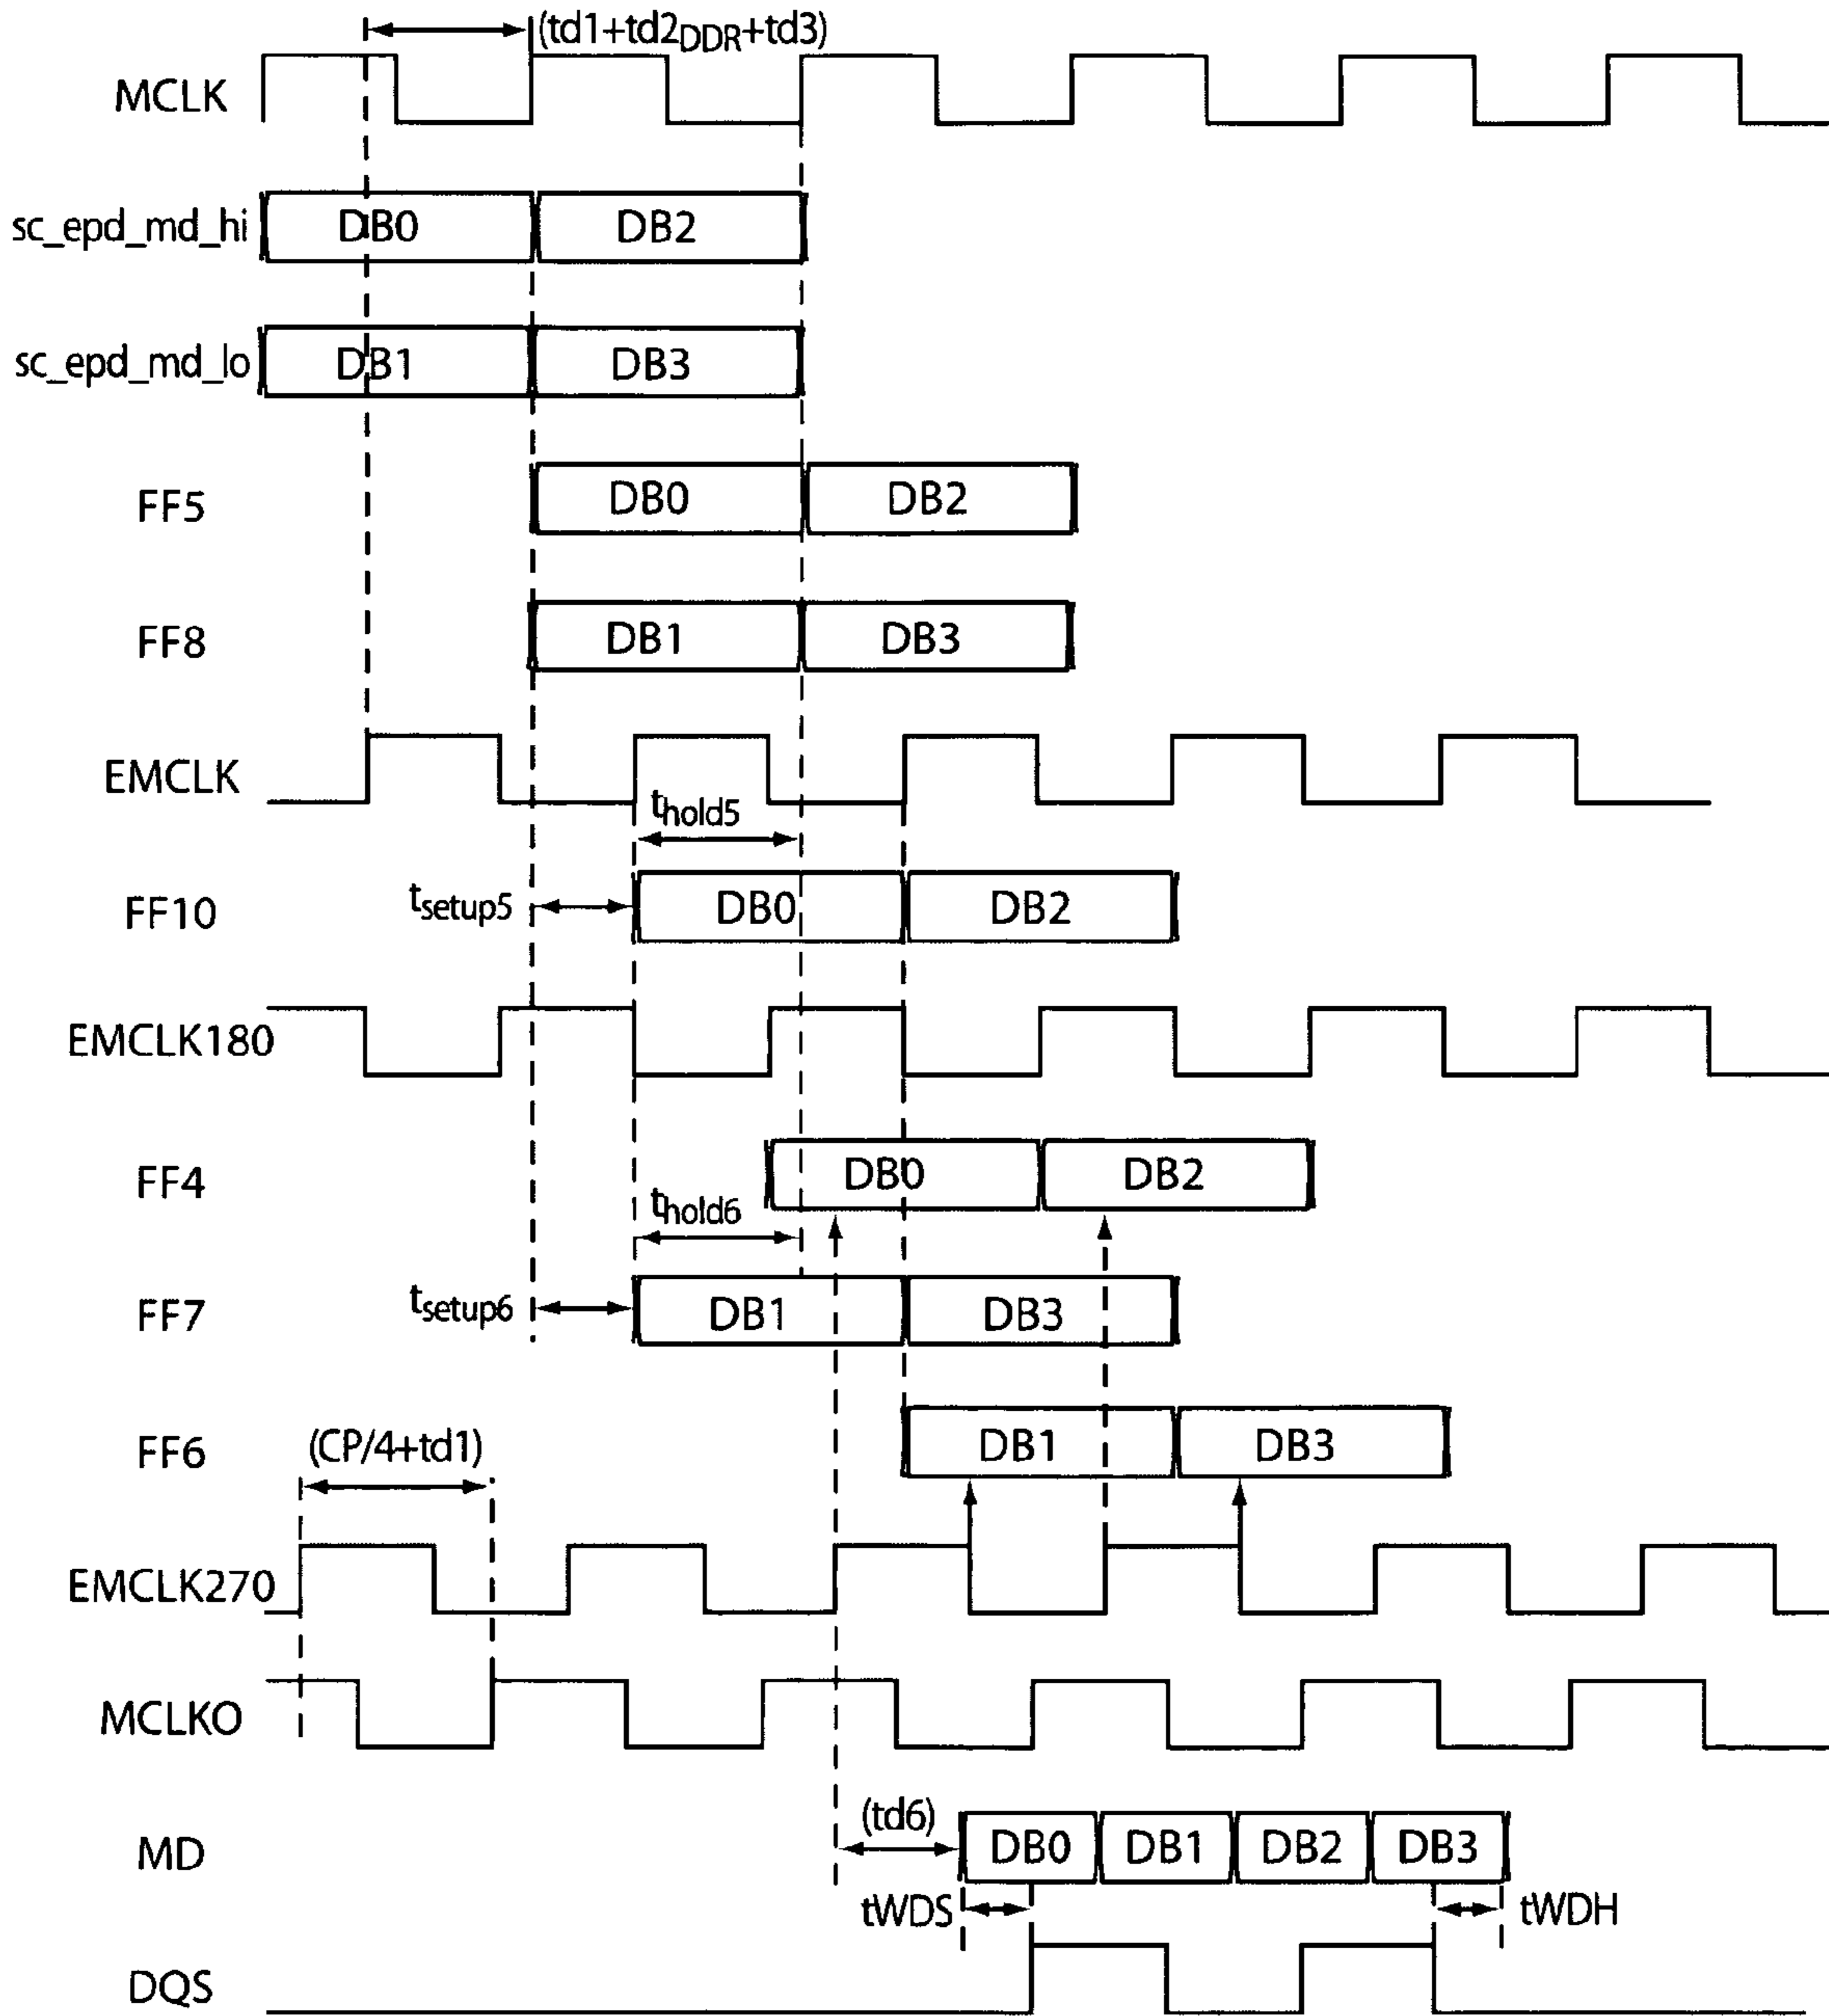 (td1+td2DDR+td3)
MCLK
sc_epd_md_hi DB0 DB2
sc_epd_md_lo DB1 DB3
FF5 DB0 DB2
FF8 DB1 DB3
EMCLK
thold5
FF10 tsetup5 DB0 DB2
EMCLK180
FF4 DB0 DB2
thold6
FF7 tsetup6 DB1 DB3
FF6 (CP/4+td1) DB1 DB3
EMCLK270
MCLKO
(td6)
MD DB0 DB1 DB2 DB3
tWDS tWDH
DQS